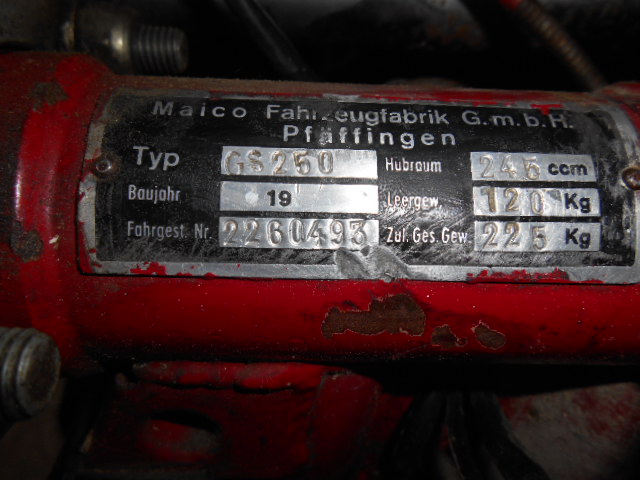 Maico Fahrzeugfabrik G.m.b.H.
Pfäffingen
Typ GS250 Hubraum 245 ccm
Baujahr 19 Leergew. 120 Kg
Fahrgest. Nr. 2260493 Zul. Ges. Gew. 225 Kg